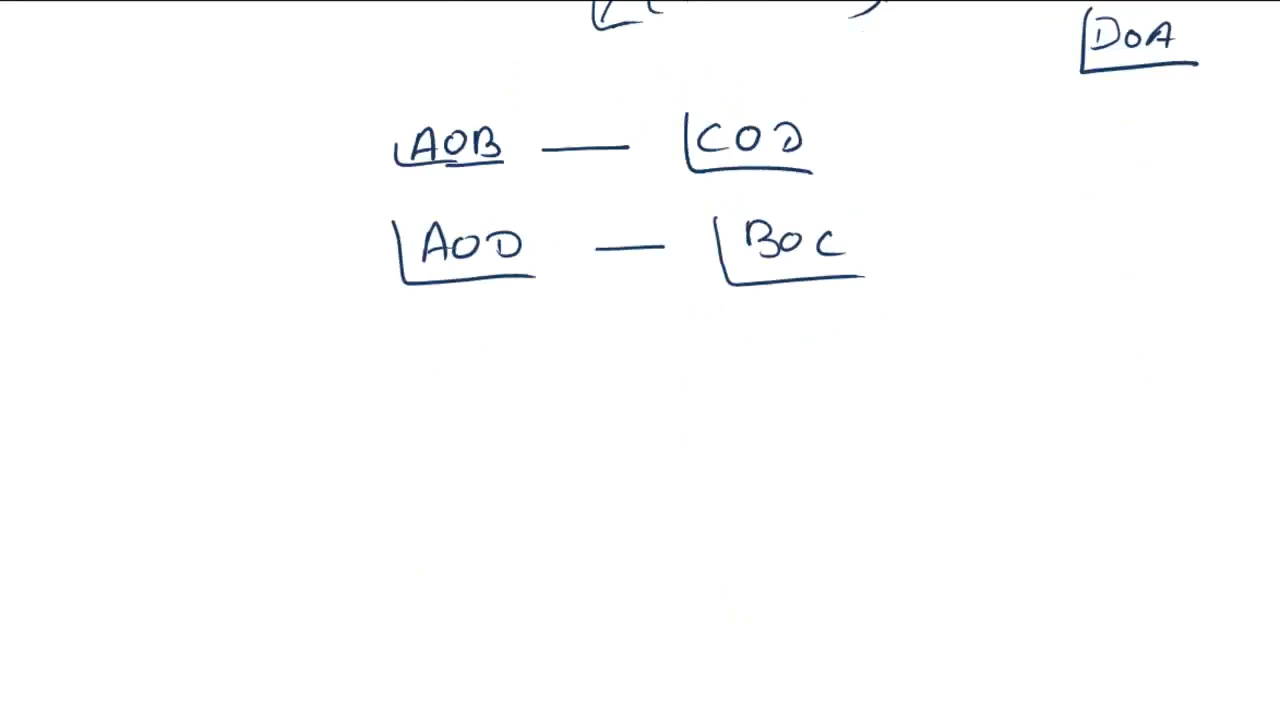 ∠DOA
∠AOB — ∠COD
∠AOD — ∠BOC